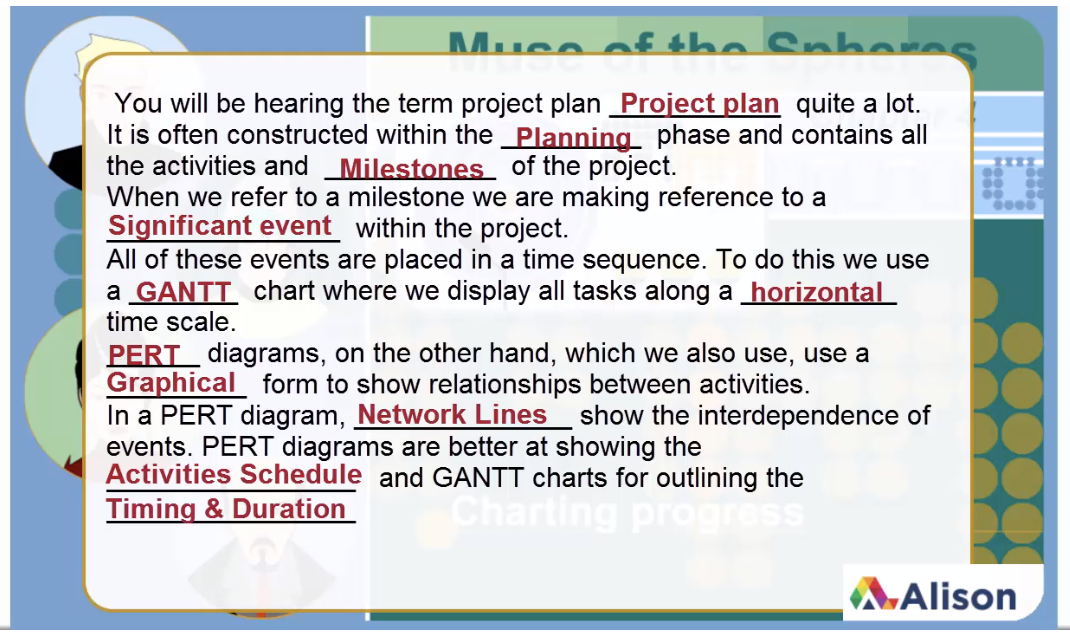 Muse of the Spheres
You will be hearing the term project plan Project plan quite a lot.
It is often constructed within the Planning phase and contains all
the activities and Milestones of the project.
When we refer to a milestone we are making reference to a
Significant event within the project.
All of these events are placed in a time sequence. To do this we use
a GANTT chart where we display all tasks along a horizontal
time scale.
PERT diagrams, on the other hand, which we also use, use a
Graphical form to show relationships between activities.
In a PERT diagram, Network Lines show the interdependence of
events. PERT diagrams are better at showing the
Activities Schedule and GANTT charts for outlining the
Timing & Duration
Charting progress
Alison